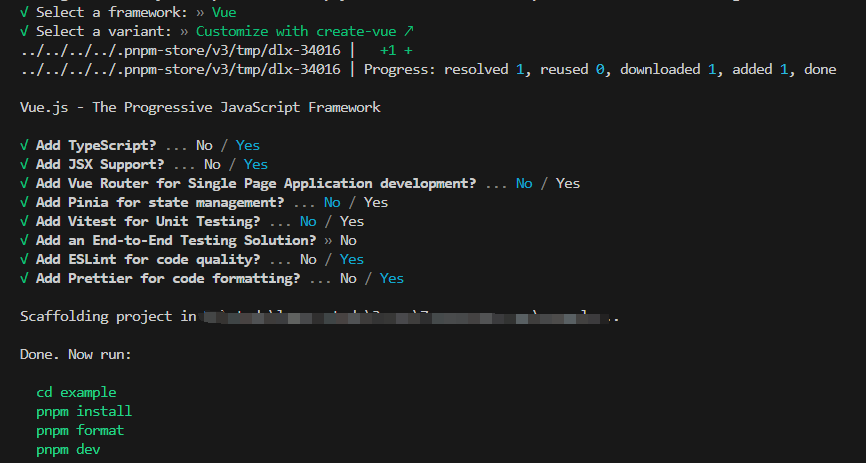 √ Select a framework: » Vue
√ Select a variant: » Customize with create-vue ↗
../../../../.pnpm-store/v3/tmp/dlx-34016 |   +1 +
../../../../.pnpm-store/v3/tmp/dlx-34016 | Progress: resolved 1, reused 0, downloaded 1, added 1, done
Vue.js - The Progressive JavaScript Framework
√ Add TypeScript? ... No / Yes
√ Add JSX Support? ... No / Yes
√ Add Vue Router for Single Page Application development? ... No / Yes
√ Add Pinia for state management? ... No / Yes
√ Add Vitest for Unit Testing? ... No / Yes
√ Add an End-to-End Testing Solution? » No
√ Add ESLint for code quality? ... No / Yes
√ Add Prettier for code formatting? ... No / Yes
Scaffolding project in
Done. Now run:
cd example
pnpm install
pnpm format
pnpm dev